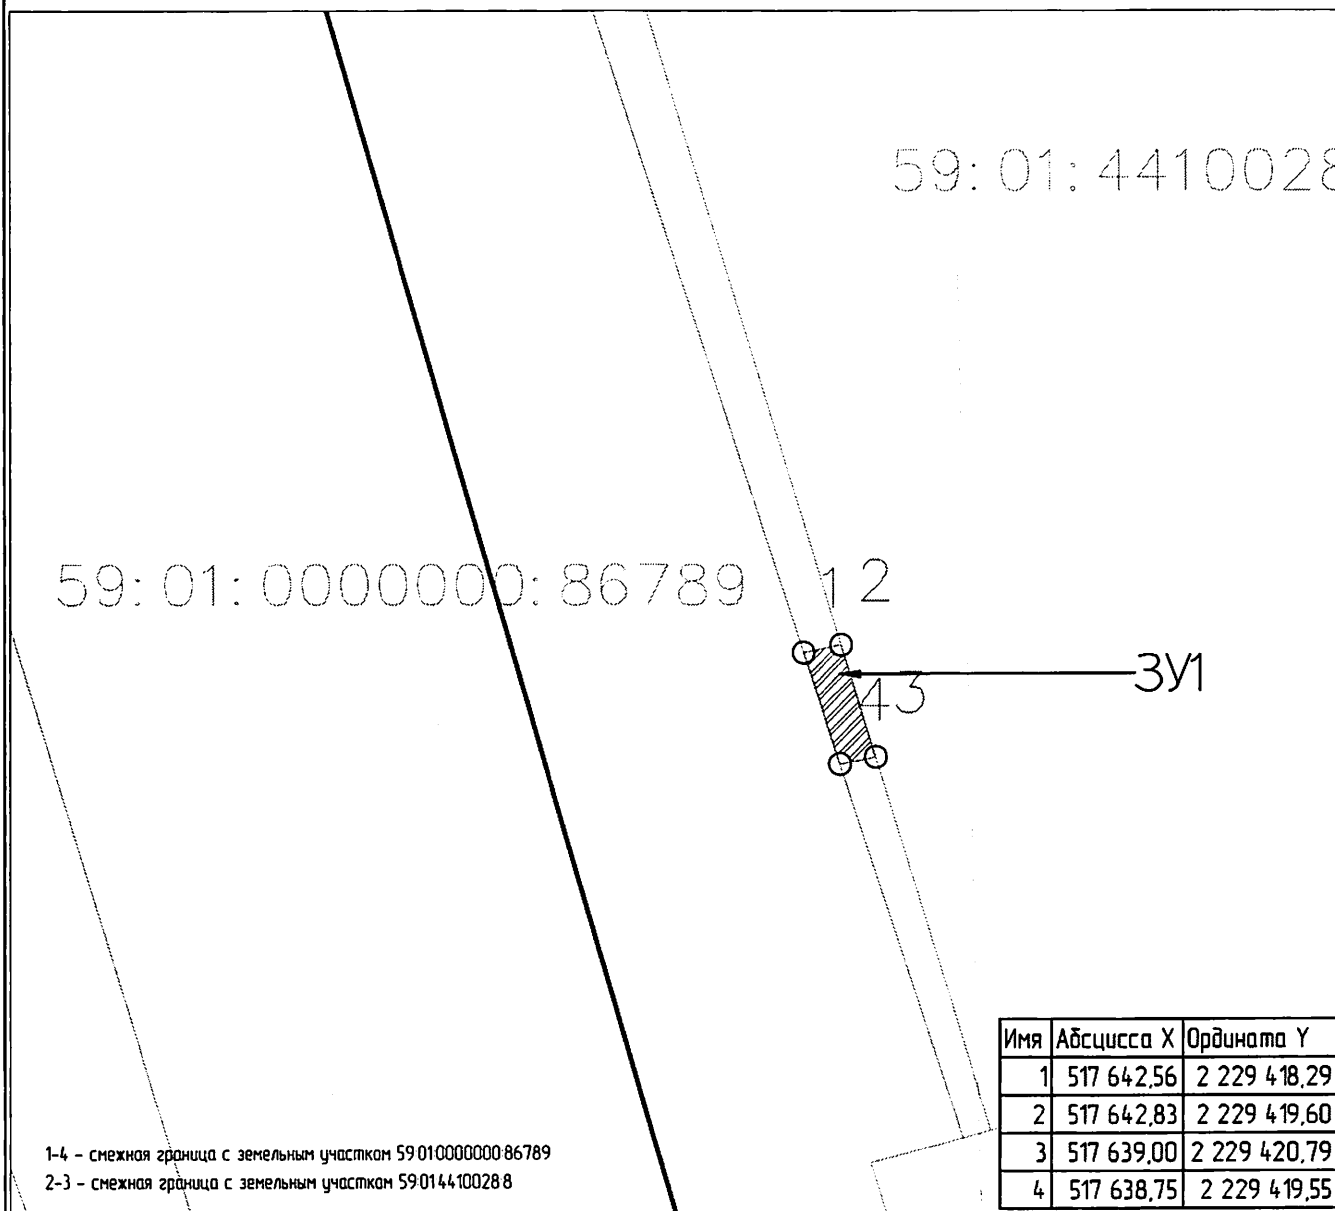 59:01:4410028
59:01:0000000:86789
1 2
ЗУ1
4 3
Имя Абсцисса X Ордината Y
1 517 642,56 2 229 418,29
2 517 642,83 2 229 419,60
3 517 639,00 2 229 420,79
4 517 638,75 2 229 419,55
1-4 - смежная граница с земельным участком 59:01:0000000:86789
2-3 - смежная граница с земельным участком 59:01:4410028:8